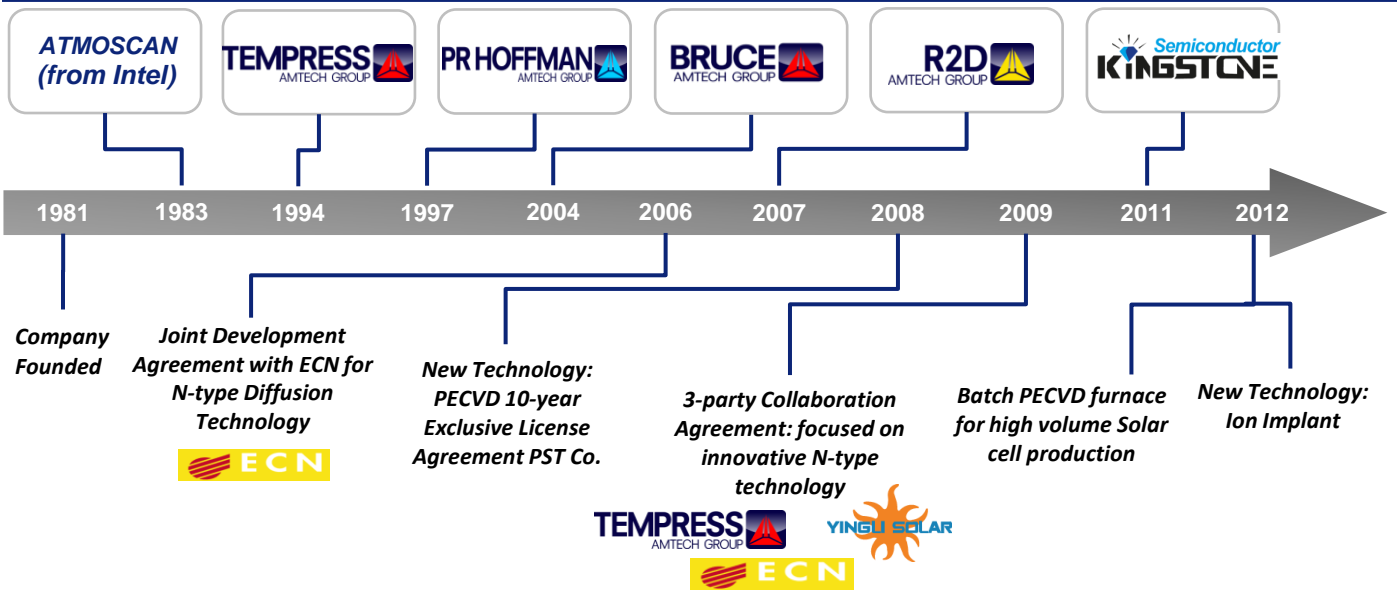 ATMOSCAN
(from Intel)
TEMPRESS
AMTECH GROUP
PR HOFFMAN
AMTECH GROUP
BRUCE
AMTECH GROUP
R2D
AMTECH GROUP
Semiconductor
KINGSTONE
1981
1983
1994
1997
2004
2006
2007
2008
2009
2011
2012
Company
Founded
Joint Development
Agreement with ECN for
N-type Diffusion
Technology
ECN
New Technology:
PECVD 10-year
Exclusive License
Agreement PST Co.
3-party Collaboration
Agreement: focused on
innovative N-type
technology
TEMPRESS
AMTECH GROUP
YINGLI SOLAR
ECN
Batch PECVD furnace
for high volume Solar
cell production
New Technology:
Ion Implant